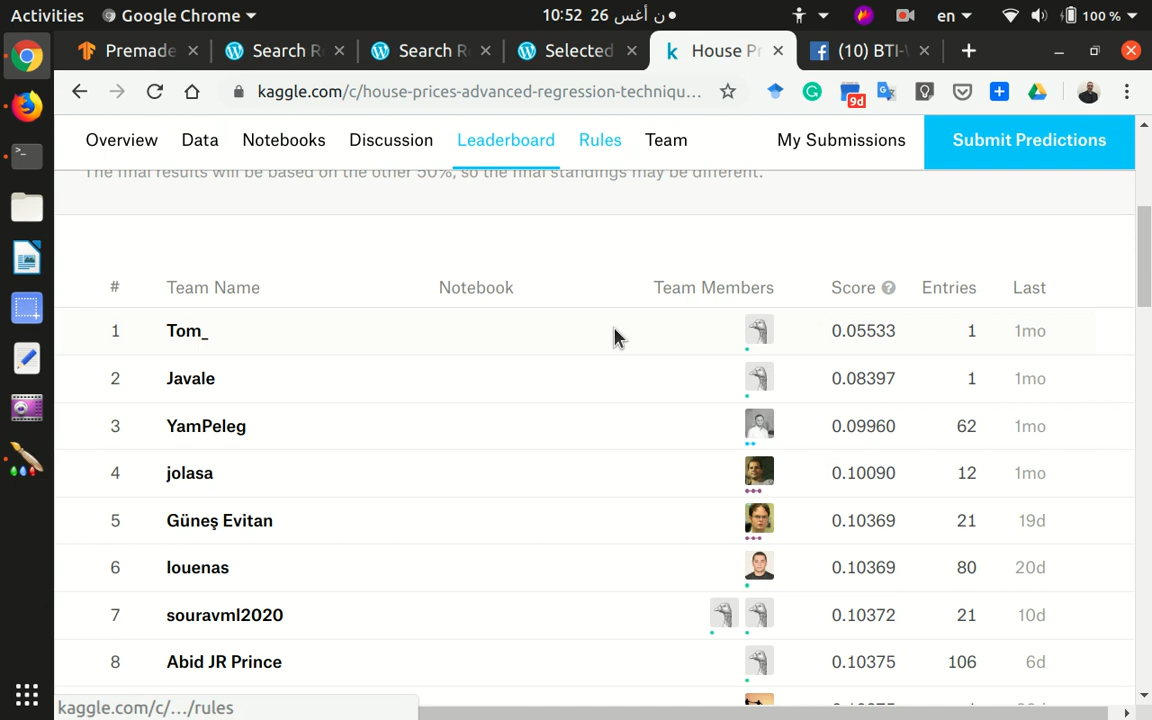 Activities Google Chrome ن أغس 26 10:52 en 100 %
Premade Search R Search R Selected House Pr (10) BTI-
kaggle.com/c/house-prices-advanced-regression-techniqu... 9d
Overview Data Notebooks Discussion Leaderboard Rules Team My Submissions Submit Predictions
The final results will be based on the other 50%, so the final standings may be different.
# Team Name Notebook Team Members Score Entries Last
1 Tom_ 0.05533 1 1mo
2 Javale 0.08397 1 1mo
3 YamPeleg 0.09960 62 1mo
4 jolasa 0.10090 12 1mo
5 Güneş Evitan 0.10369 21 19d
6 louenas 0.10369 80 20d
7 souravml2020 0.10372 21 10d
8 Abid JR Prince 0.10375 106 6d
kaggle.com/c/.../rules